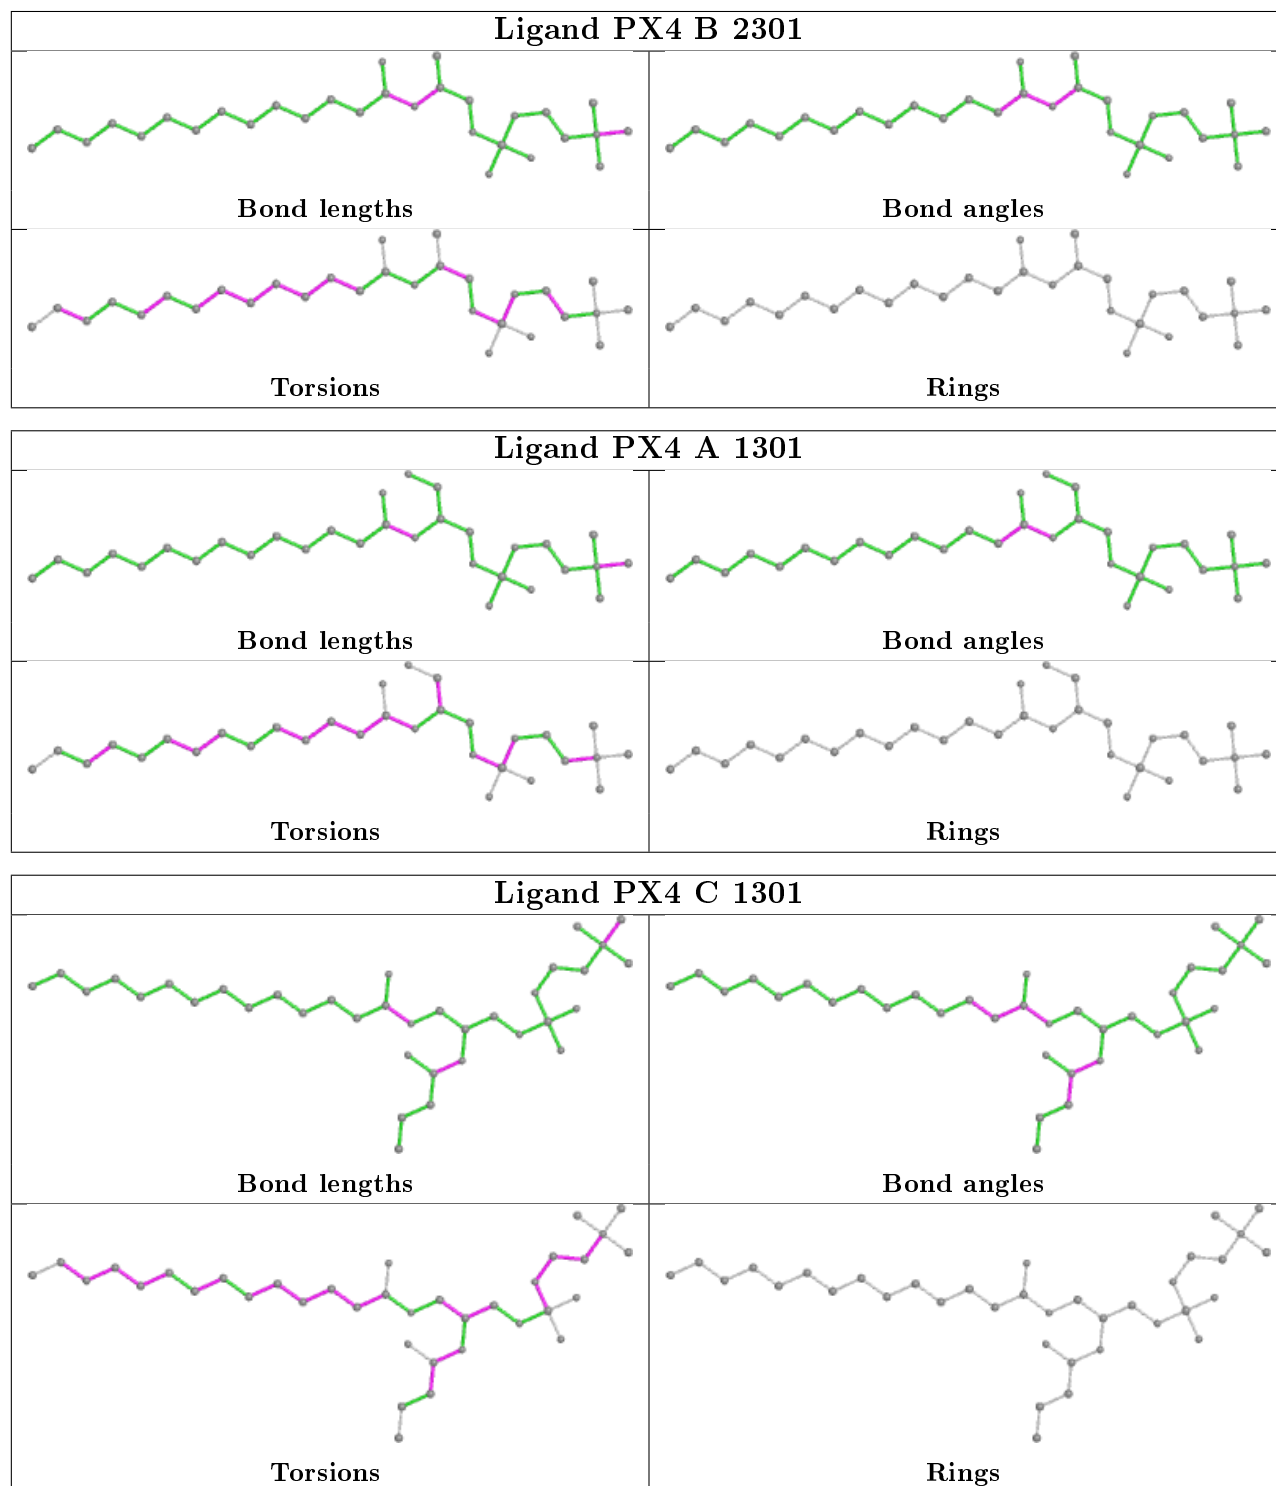 Ligand PX4 B 2301
Bond lengths
Bond angles
Torsions
Rings
Ligand PX4 A 1301
Bond lengths
Bond angles
Torsions
Rings
Ligand PX4 C 1301
Bond lengths
Bond angles
Torsions
Rings